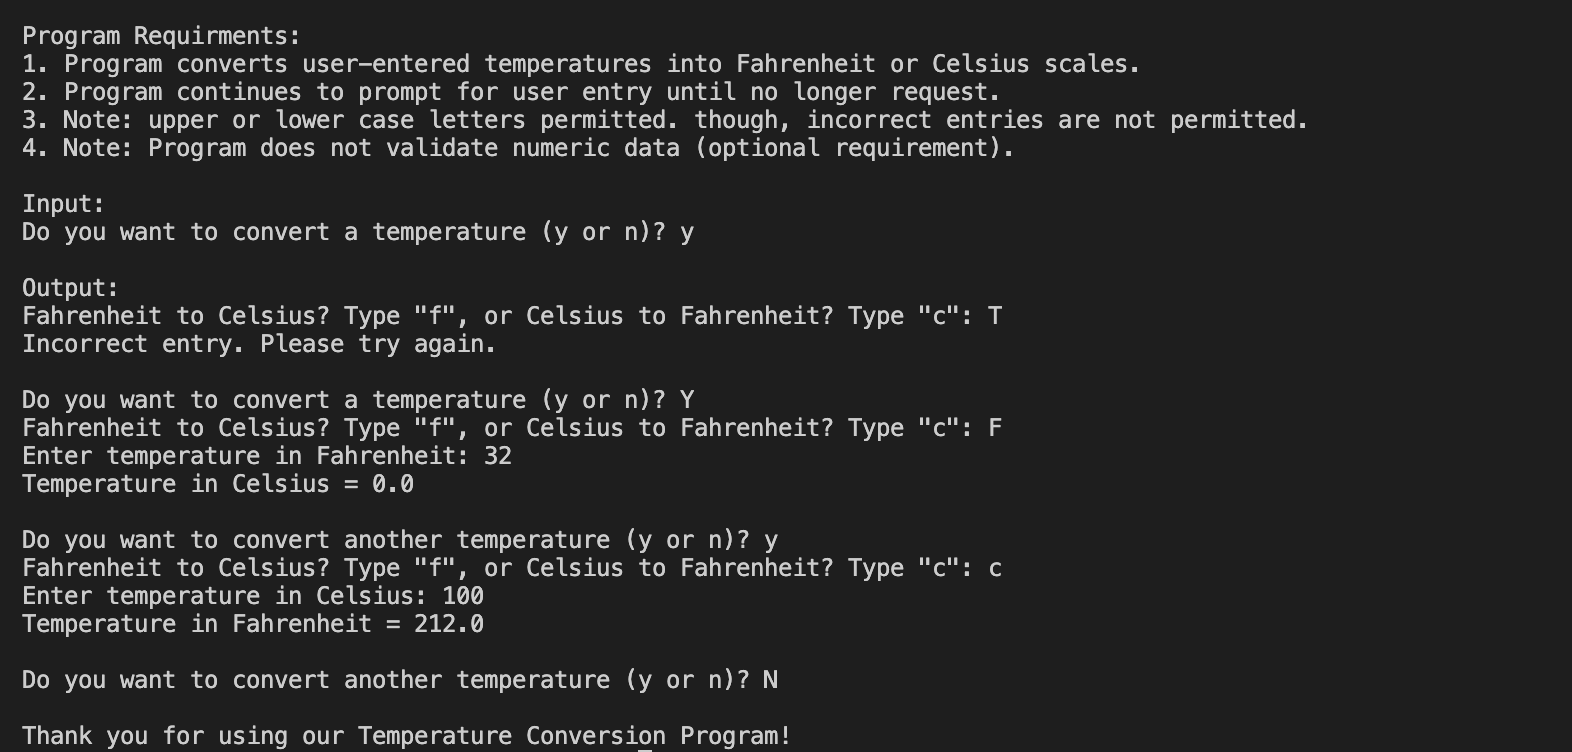 Program Requirments:
1. Program converts user-entered temperatures into Fahrenheit or Celsius scales.
2. Program continues to prompt for user entry until no longer request.
3. Note: upper or lower case letters permitted. though, incorrect entries are not permitted.
4. Note: Program does not validate numeric data (optional requirement).

Input:
Do you want to convert a temperature (y or n)? y

Output:
Fahrenheit to Celsius? Type "f", or Celsius to Fahrenheit? Type "c": T
Incorrect entry. Please try again.

Do you want to convert a temperature (y or n)? Y
Fahrenheit to Celsius? Type "f", or Celsius to Fahrenheit? Type "c": F
Enter temperature in Fahrenheit: 32
Temperature in Celsius = 0.0

Do you want to convert another temperature (y or n)? y
Fahrenheit to Celsius? Type "f", or Celsius to Fahrenheit? Type "c": c
Enter temperature in Celsius: 100
Temperature in Fahrenheit = 212.0

Do you want to convert another temperature (y or n)? N

Thank you for using our Temperature Conversion Program!